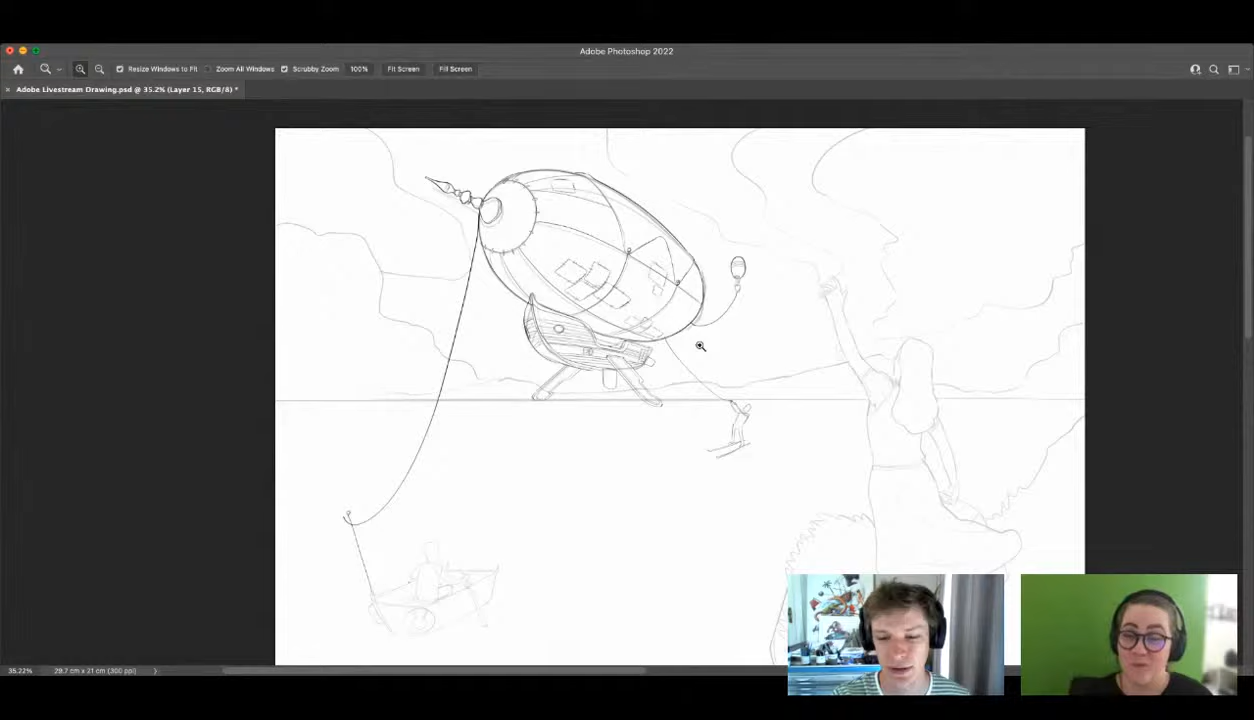 Adobe Photoshop 2022
Resize Windows to Fit Zoom All Windows Scrubby Zoom 100% Fit Screen Fill Screen
Adobe Livestream Drawing.psd @ 35.2% (Layer 15, RGB/8) *
35.22% 29.7 cm x 21 cm (300 ppi)